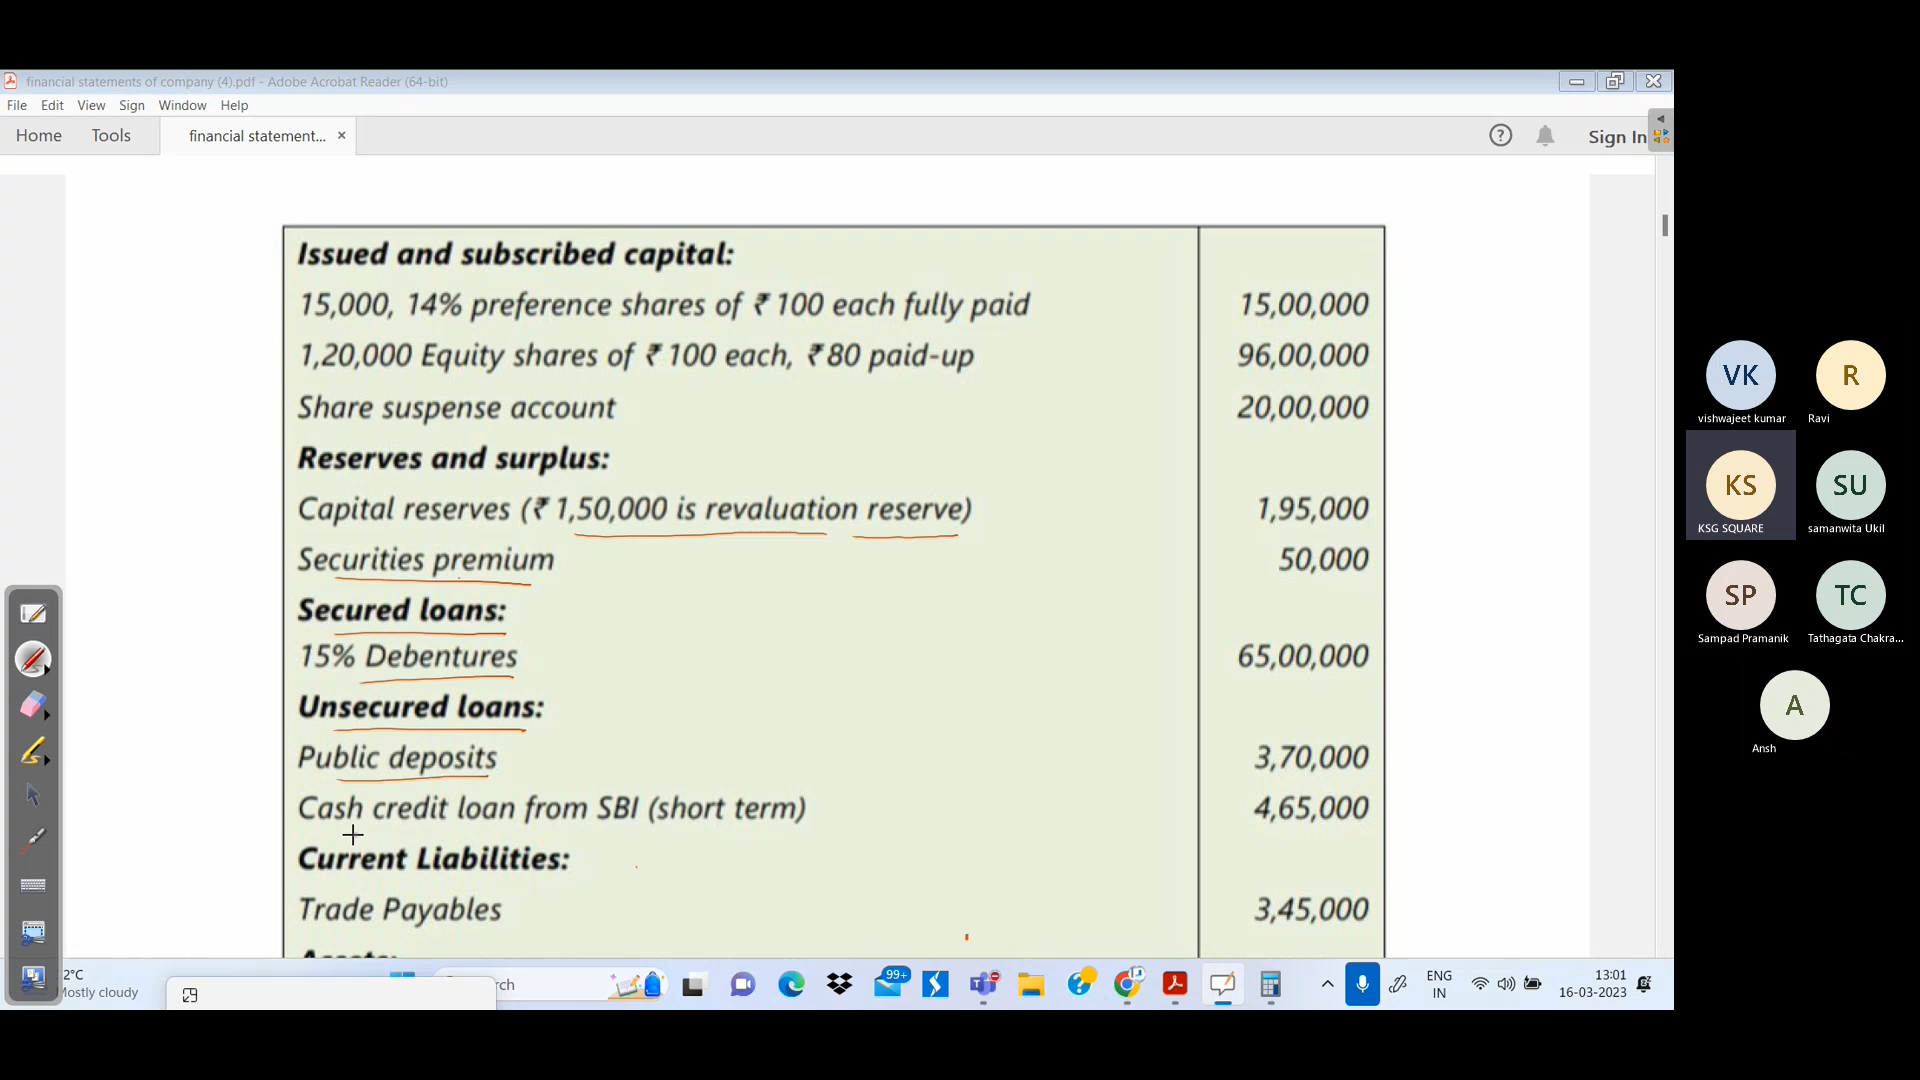 financial statements of company (4).pdf - Adobe Acrobat Reader (64-bit)
File Edit View Sign Window Help
Home Tools financial statement... × Sign In
Issued and subscribed capital:
15,000, 14% preference shares of ₹ 100 each fully paid 15,00,000
1,20,000 Equity shares of ₹ 100 each, ₹ 80 paid-up 96,00,000
Share suspense account 20,00,000
Reserves and surplus:
Capital reserves (₹ 1,50,000 is revaluation reserve) 1,95,000
Securities premium 50,000
Secured loans:
15% Debentures 65,00,000
Unsecured loans:
Public deposits 3,70,000
Cash credit loan from SBI (short term) 4,65,000
Current Liabilities:
Trade Payables 3,45,000
Assets:
2°C
Mostly cloudy
rch
99+
ENG
IN
13:01
16-03-2023
VK
vishwajeet kumar
R
Ravi
KS
KSG SQUARE
SU
samanwita Ukil
SP
Sampad Pramanik
TC
Tathagata Chakra...
A
Ansh